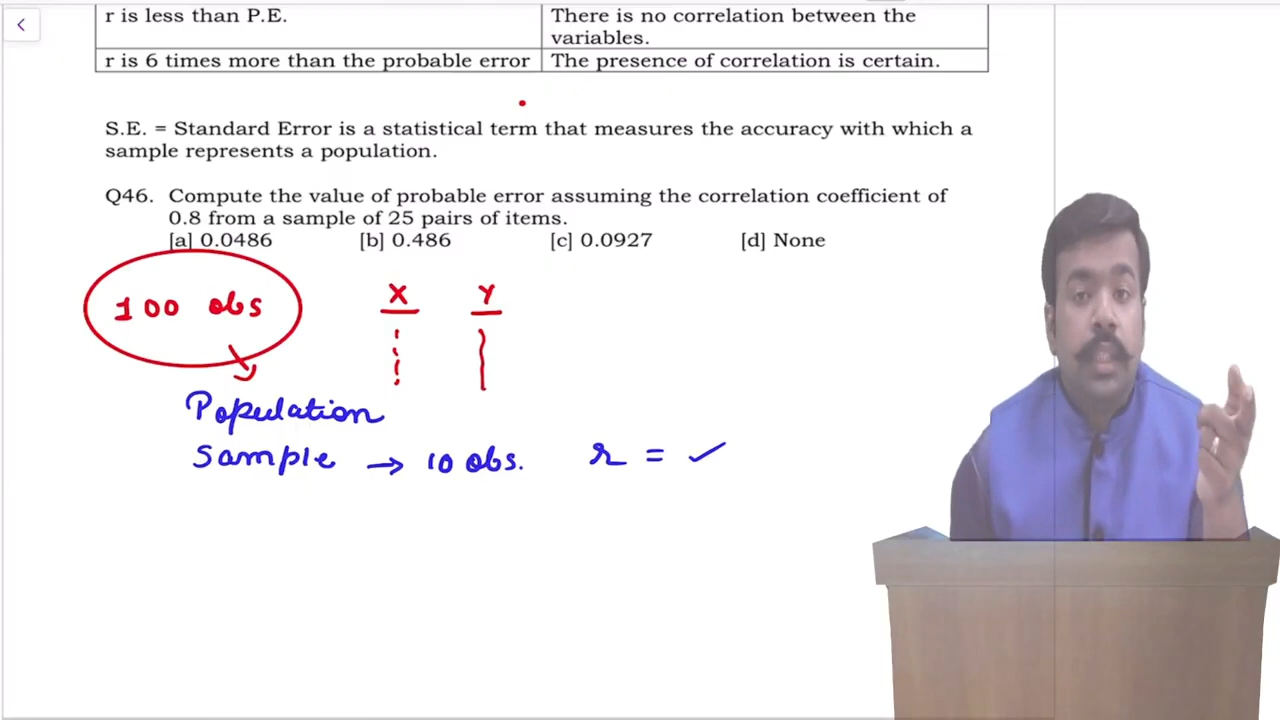 r is less than P.E. There is no correlation between the
variables.
r is 6 times more than the probable error The presence of correlation is certain.
S.E. = Standard Error is a statistical term that measures the accuracy with which a
sample represents a population.
Q46. Compute the value of probable error assuming the correlation coefficient of
0.8 from a sample of 25 pairs of items.
[a] 0.0486 [b] 0.486 [c] 0.0927 [d] None
100 obs X Y
Population
Sample → 10 obs. r = ✓